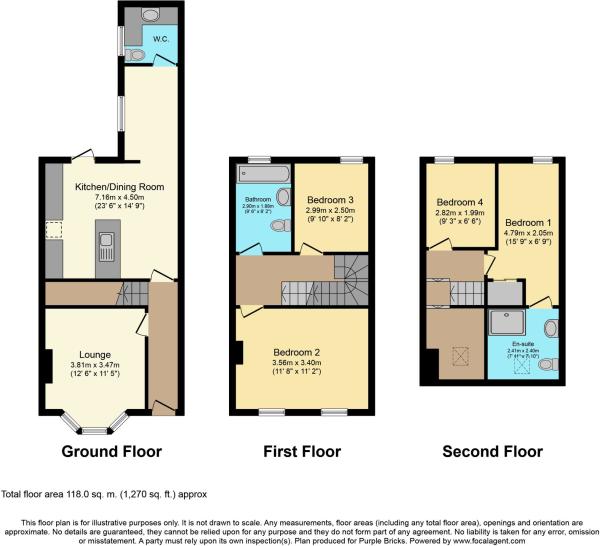 W.C.
Kitchen/Dining Room
7.16m x 4.50m
(23' 6" x 14' 9")
Lounge
3.81m x 3.47m
(12' 6" x 11' 5")
Ground Floor
Bathroom
2.90m x 1.88m
(9' 6" x 6' 2")
Bedroom 3
2.99m x 2.50m
(9' 10" x 8' 2")
Bedroom 2
3.56m x 3.40m
(11' 8" x 11' 2")
First Floor
Bedroom 4
2.82m x 1.99m
(9' 3" x 6' 6")
Bedroom 1
4.79m x 2.05m
(15' 9" x 6' 9")
En-suite
2.41m x 2.40m
(7' 11" x 7' 10")
Second Floor
Total floor area 118.0 sq. m. (1,270 sq. ft.) approx
This floor plan is for illustrative purposes only. It is not drawn to scale. Any measurements, floor areas (including any total floor area), openings and orientation are
approximate. No details are guaranteed, they cannot be relied upon for any purpose and they do not form part of any agreement. No liability is taken for any error, omission
or misstatement. A party must rely upon its own inspection(s). Plan produced for Purple Bricks. Powered by www.focalagent.com